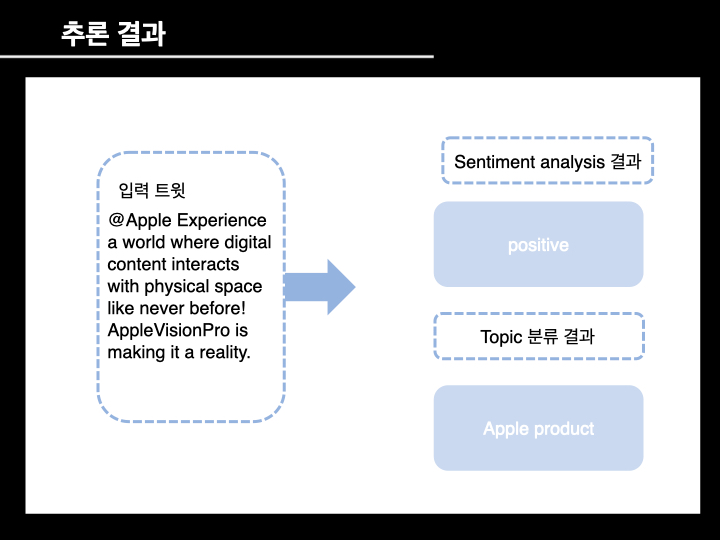 추론 결과
입력 트윗
@Apple Experience
a world where digital
content interacts
with physical space
like never before!
AppleVisionPro is
making it a reality.
Sentiment analysis 결과
positive
Topic 분류 결과
Apple product